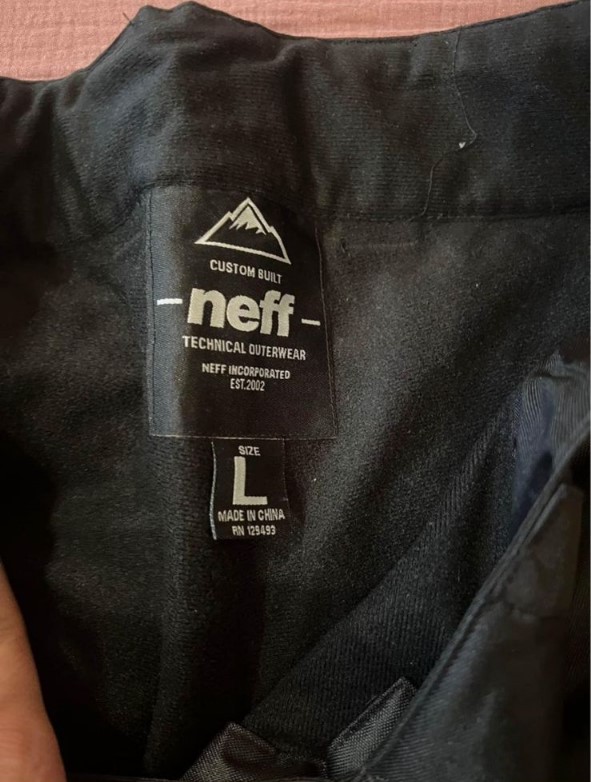 CUSTOM BUILT
-neff-
TECHNICAL OUTERWEAR
NEFF INCORPORATED
EST.2002
SIZE
L
MADE IN CHINA
RN 129493